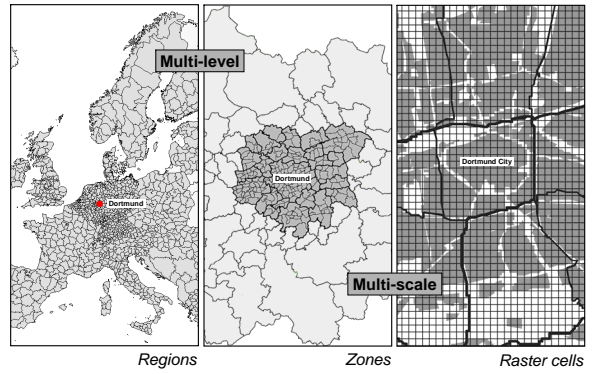 Multi-level
Dortmund
Dortmund
Dortmund City
Multi-scale
Regions
Zones
Raster cells